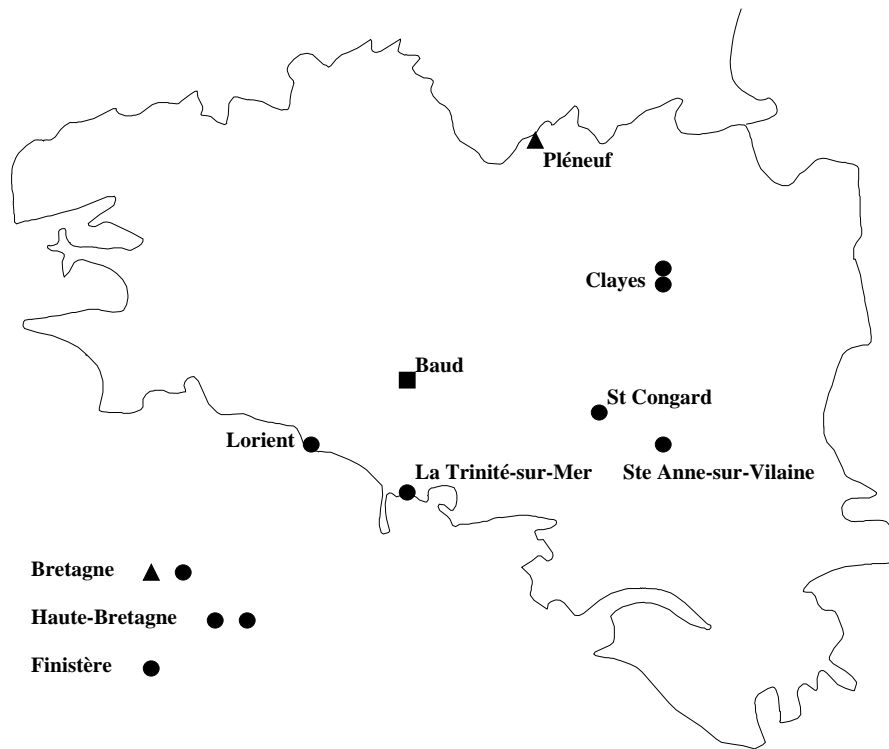 Pléneuf
Clayes
Baud
St Congard
Lorient
La Trinité-sur-Mer
Ste Anne-sur-Vilaine
Bretagne
Haute-Bretagne
Finistère